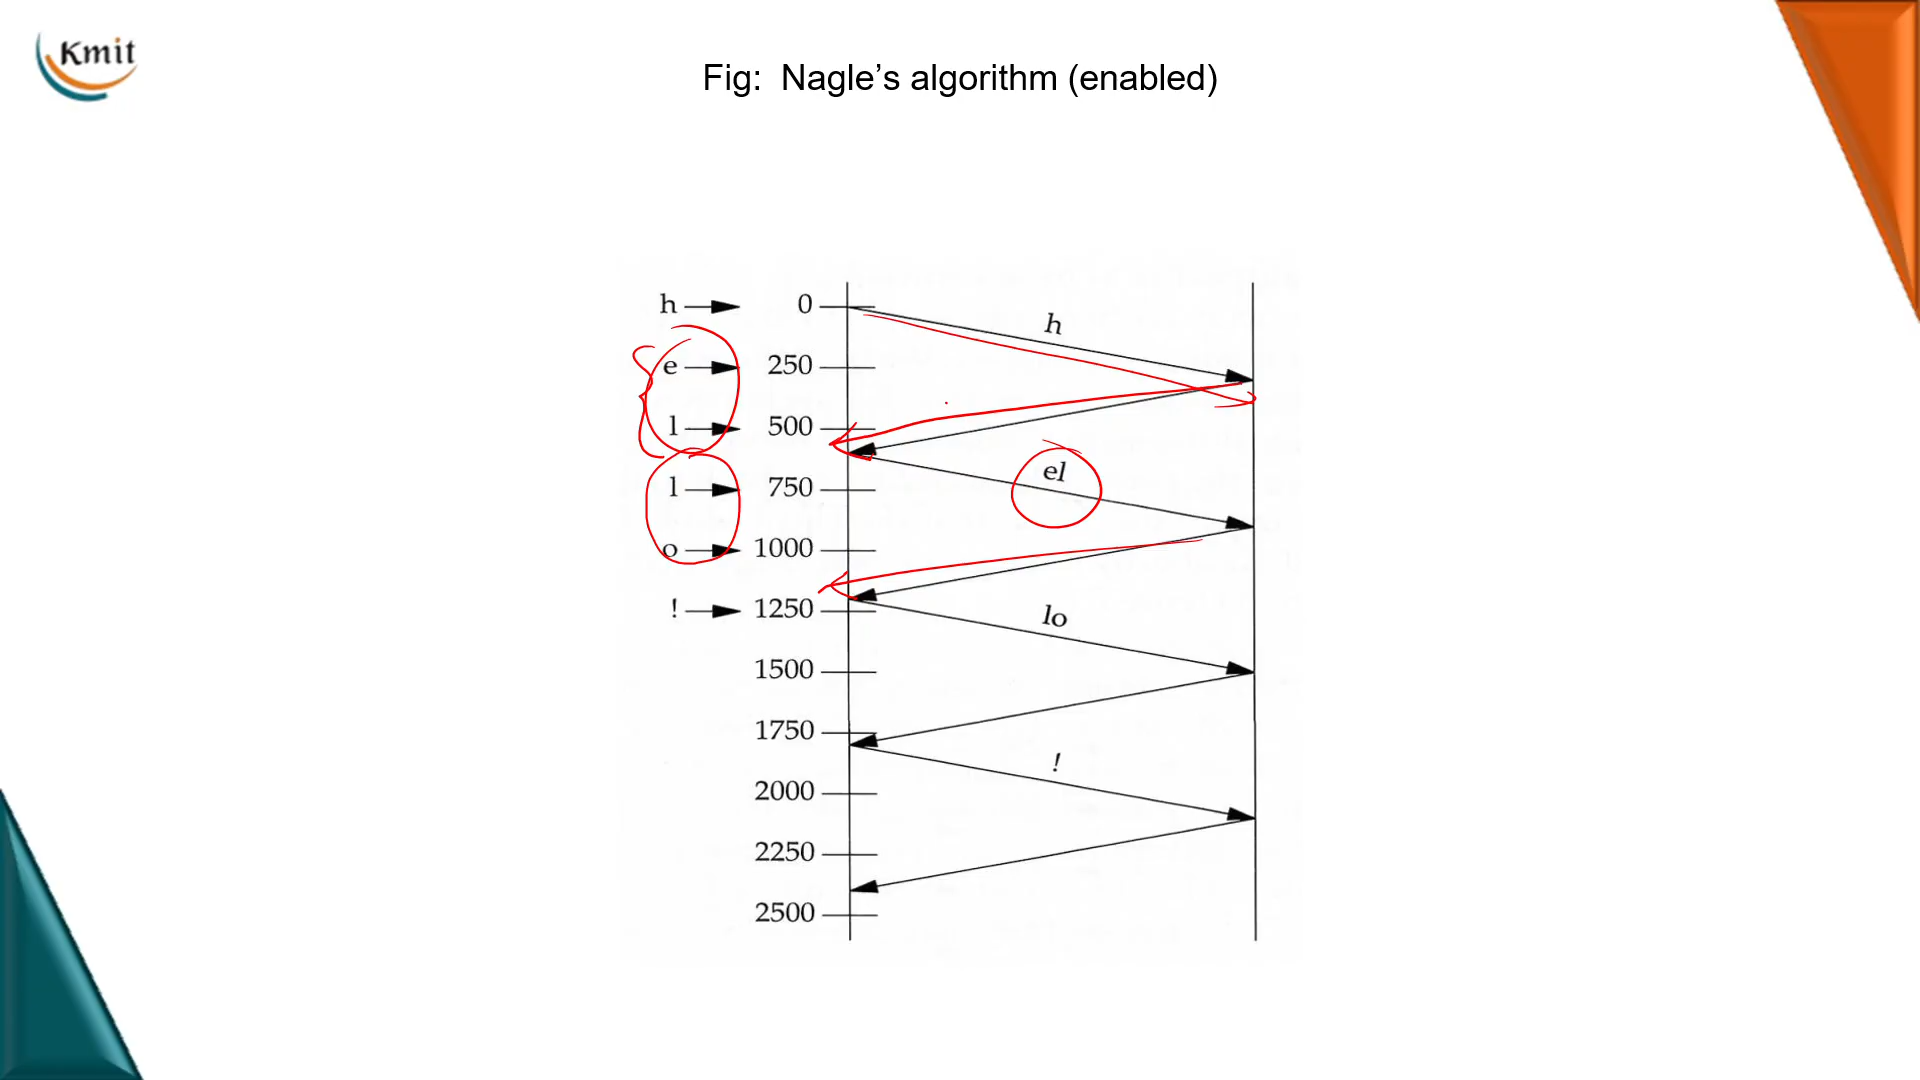 Kmit
Fig: Nagle’s algorithm (enabled)
h 0
h
e 250
l 500
el
l 750
o 1000
! 1250
lo
1500
1750
!
2000
2250
2500